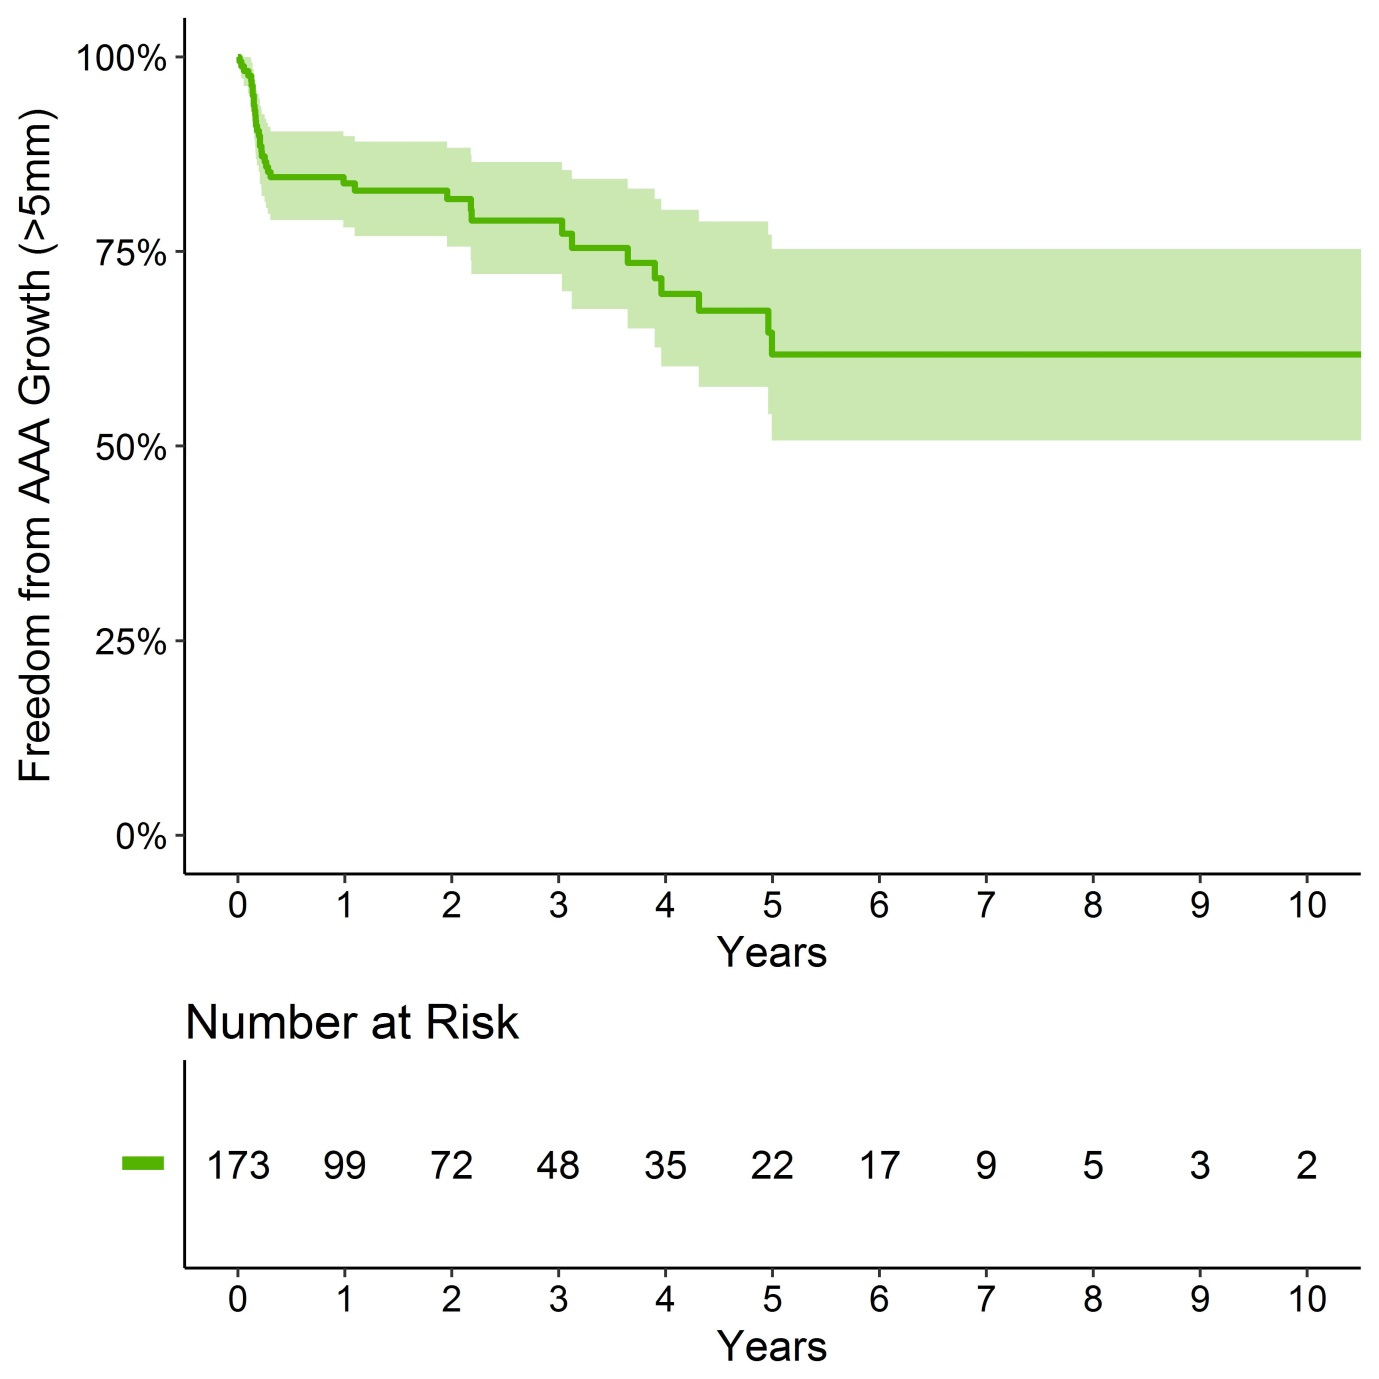 Freedom from AAA Growth (>5mm)
100%
75%
50%
25%
0%
0 1 2 3 4 5 6 7 8 9 10
Years
Number at Risk
173 99 72 48 35 22 17 9 5 3 2
0 1 2 3 4 5 6 7 8 9 10
Years